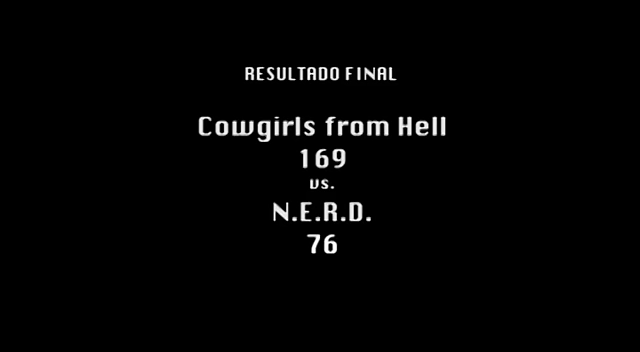 RESULTADO FINAL
Cowgirls from Hell
169
vs.
N.E.R.D.
76